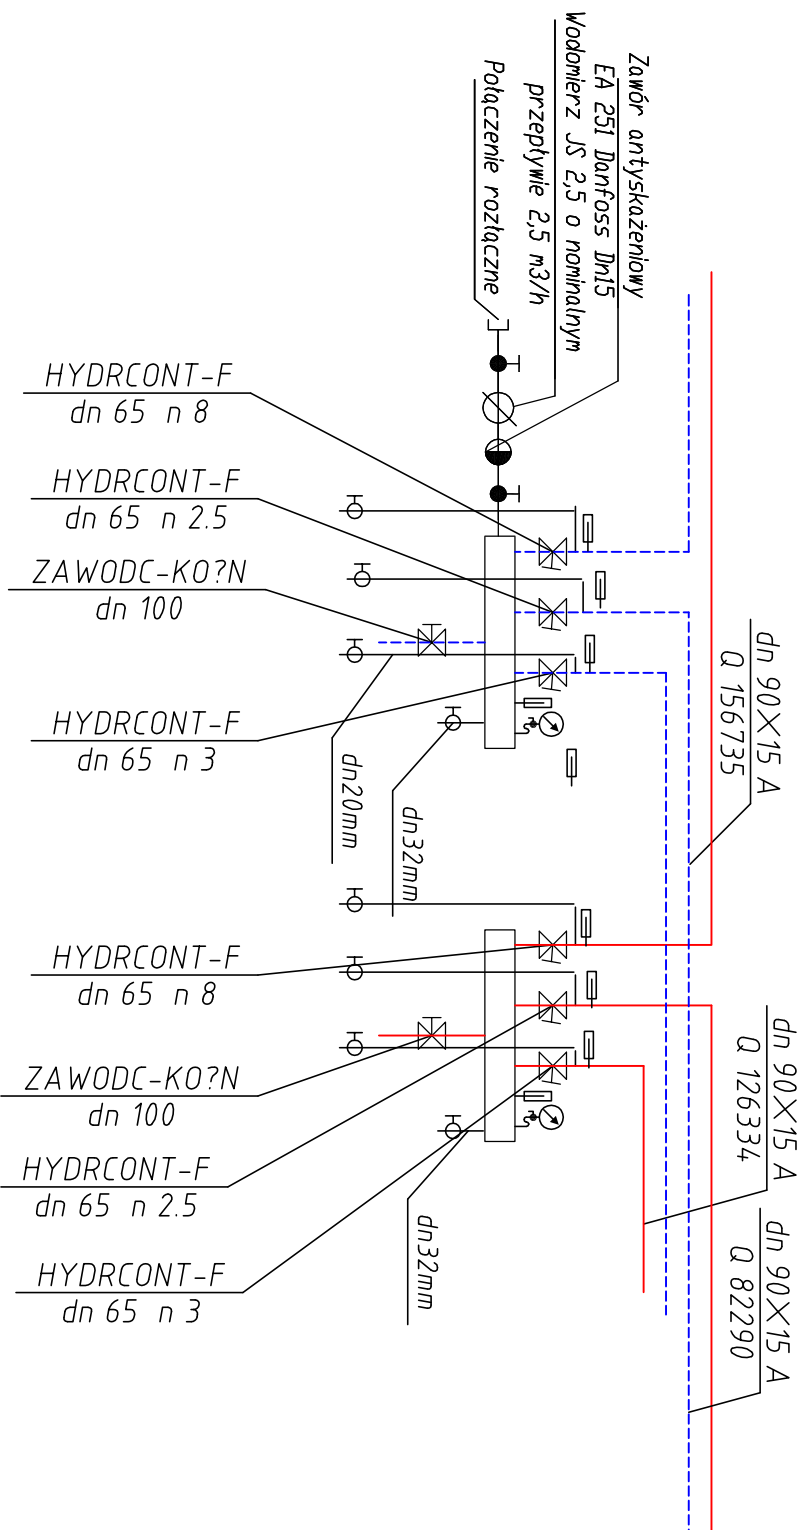 Zawór antyskażeniowy
EA 251 Danfoss Dn15
Wodomierz JS 2,5 o nominalnym
przepływie 2,5 m3/h
Połączenie rozłączne
HYDRCONT-F
dn 65 n 8
HYDRCONT-F
dn 65 n 2.5
ZAWODC-KO?N
dn 100
HYDRCONT-F
dn 65 n 3
dn20mm
dn32mm
dn 90X15 A
Q 156735
HYDRCONT-F
dn 65 n 8
ZAWODC-KO?N
dn 100
HYDRCONT-F
dn 65 n 2.5
HYDRCONT-F
dn 65 n 3
dn32mm
dn 90X15 A
Q 126334
dn 90X15 A
Q 82290